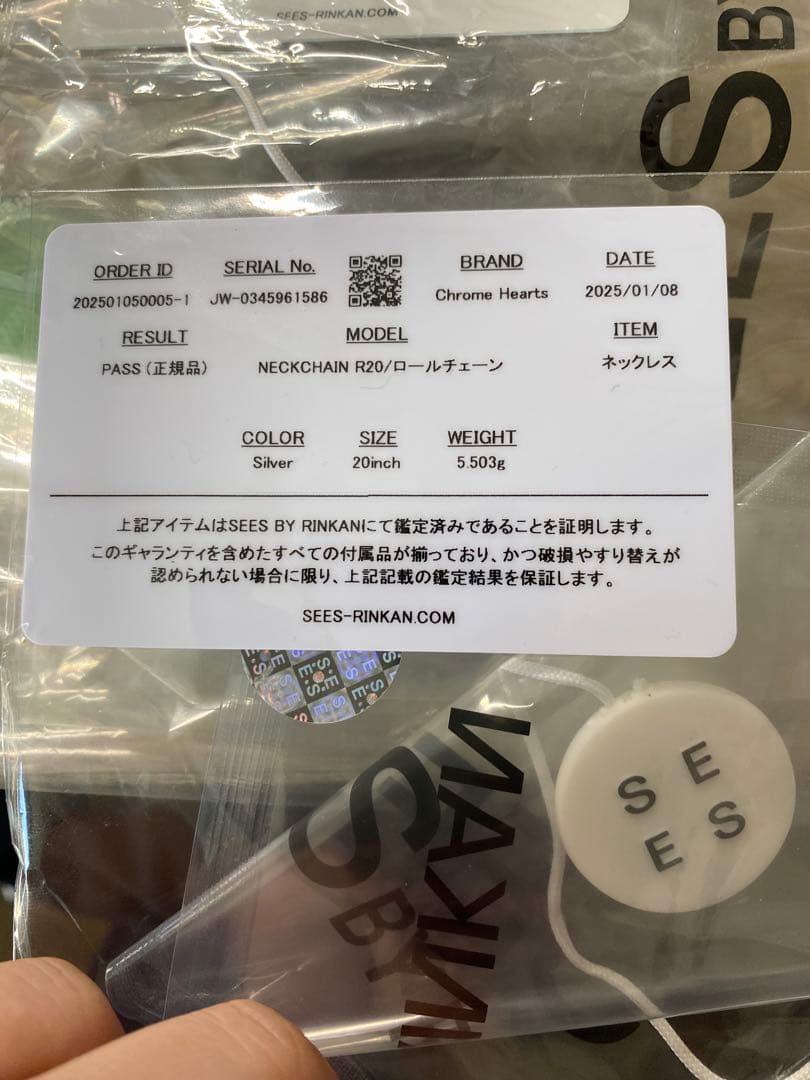 SEES-RINKAN.COM
S BY
ORDER ID SERIAL No. BRAND DATE
202501050005-1 JW-0345961586 Chrome Hearts 2025/01/08
RESULT MODEL ITEM
PASS (正規品) NECKCHAIN R20/ロールチェーン ネックレス
COLOR SIZE WEIGHT
Silver 20inch 5.503g
上記アイテムはSEES BY RINKANにて鑑定済みであることを証明します。
このギャランティを含めたすべての付属品が揃っており、かつ破損やすり替えが
認められない場合に限り、上記記載の鑑定結果を保証します。
SEES-RINKAN.COM
S.E.S
S E
E S
S BY